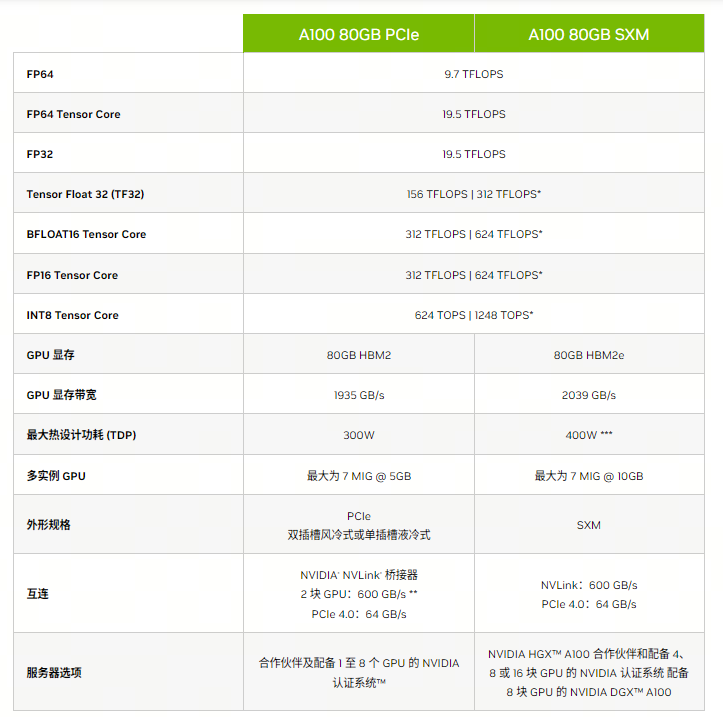 A100 80GB PCIe
A100 80GB SXM
FP64
9.7 TFLOPS
FP64 Tensor Core
19.5 TFLOPS
FP32
19.5 TFLOPS
Tensor Float 32 (TF32)
156 TFLOPS | 312 TFLOPS*
BFLOAT16 Tensor Core
312 TFLOPS | 624 TFLOPS*
FP16 Tensor Core
312 TFLOPS | 624 TFLOPS*
INT8 Tensor Core
624 TOPS | 1248 TOPS*
GPU 显存
80GB HBM2
80GB HBM2e
GPU 显存带宽
1935 GB/s
2039 GB/s
最大热设计功耗 (TDP)
300W
400W ***
多实例 GPU
最大为 7 MIG @ 5GB
最大为 7 MIG @ 10GB
外形规格
PCIe
双插槽风冷式或单插槽液冷式
SXM
互连
NVIDIA® NVLink® 桥接器
2 块 GPU：600 GB/s **
PCIe 4.0：64 GB/s
NVLink：600 GB/s
PCIe 4.0：64 GB/s
服务器选项
合作伙伴及配备 1 至 8 个 GPU 的 NVIDIA
认证系统™
NVIDIA HGX™ A100 合作伙伴和配备 4、
8 或 16 块 GPU 的 NVIDIA 认证系统 配备
8 块 GPU 的 NVIDIA DGX™ A100